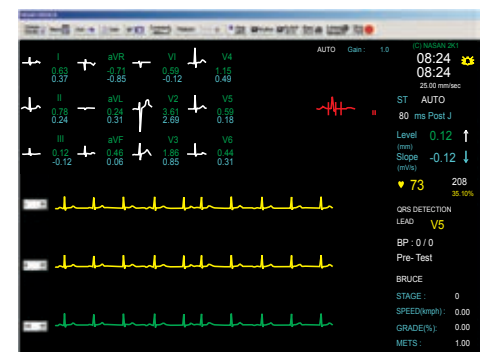 AUTO Gain : 1.0
(C) NASAN 2K1
08:24
08:24
25.00 mm/sec
I aVR VI V4
0.63 -0.71 0.59 1.15
0.37 -0.85 -0.12 0.49
II aVL V2 V5
0.78 0.24 3.61 0.59
0.24 0.31 2.69 0.18
III aVF V3 V6
0.12 0.46 1.86 0.44
-0.12 0.06 0.85 0.31
II
ST AUTO
80 ms Post J
Level 0.12
(mm)
Slope -0.12
(mV/s)
73 208
35.10%
QRS DETECTION
LEAD V5
BP : 0 / 0
Pre- Test
BRUCE
STAGE : 0
SPEED(kmph) : 0.00
GRADE(%): 0.00
METS : 1.00